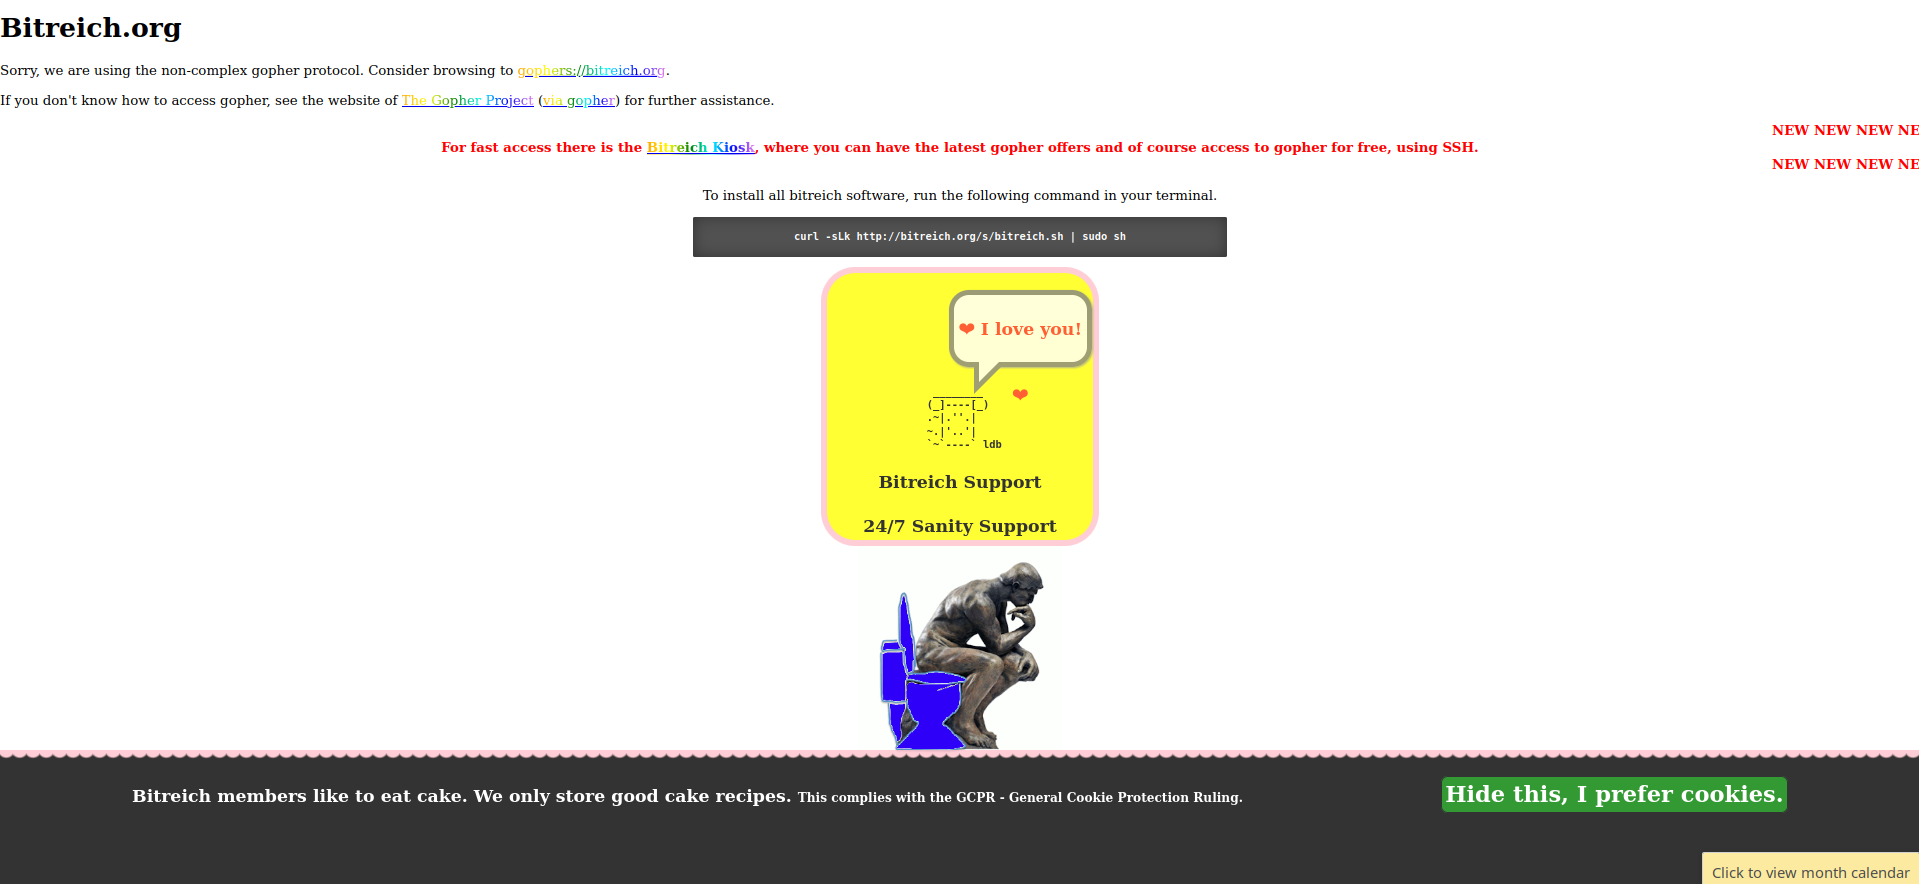 Bitreich.org
Sorry, we are using the non-complex gopher protocol. Consider browsing to gophers://bitreich.org.
If you don't know how to access gopher, see the website of The Gopher Project (via gopher) for further assistance.
NEW NEW NEW NE
For fast access there is the Bitreich Kiosk, where you can have the latest gopher offers and of course access to gopher for free, using SSH.
NEW NEW NEW NE
To install all bitreich software, run the following command in your terminal.
curl -sLk http://bitreich.org/s/bitreich.sh | sudo sh
❤ I love you!
❤
 ________
(_]----[_)
.~|.''.|
~.|'..'|
`~`----` ldb
Bitreich Support
24/7 Sanity Support
Bitreich members like to eat cake. We only store good cake recipes. This complies with the GCPR - General Cookie Protection Ruling.
Hide this, I prefer cookies.
Click to view month calendar